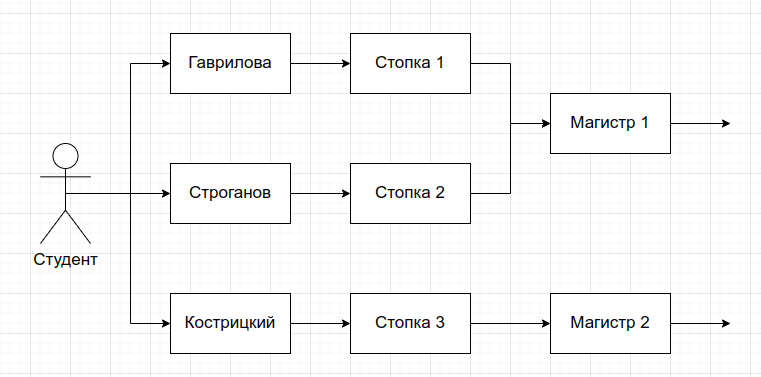 Гаврилова
Стопка 1
Магистр 1
Строганов
Стопка 2
Студент
Кострицкий
Стопка 3
Магистр 2